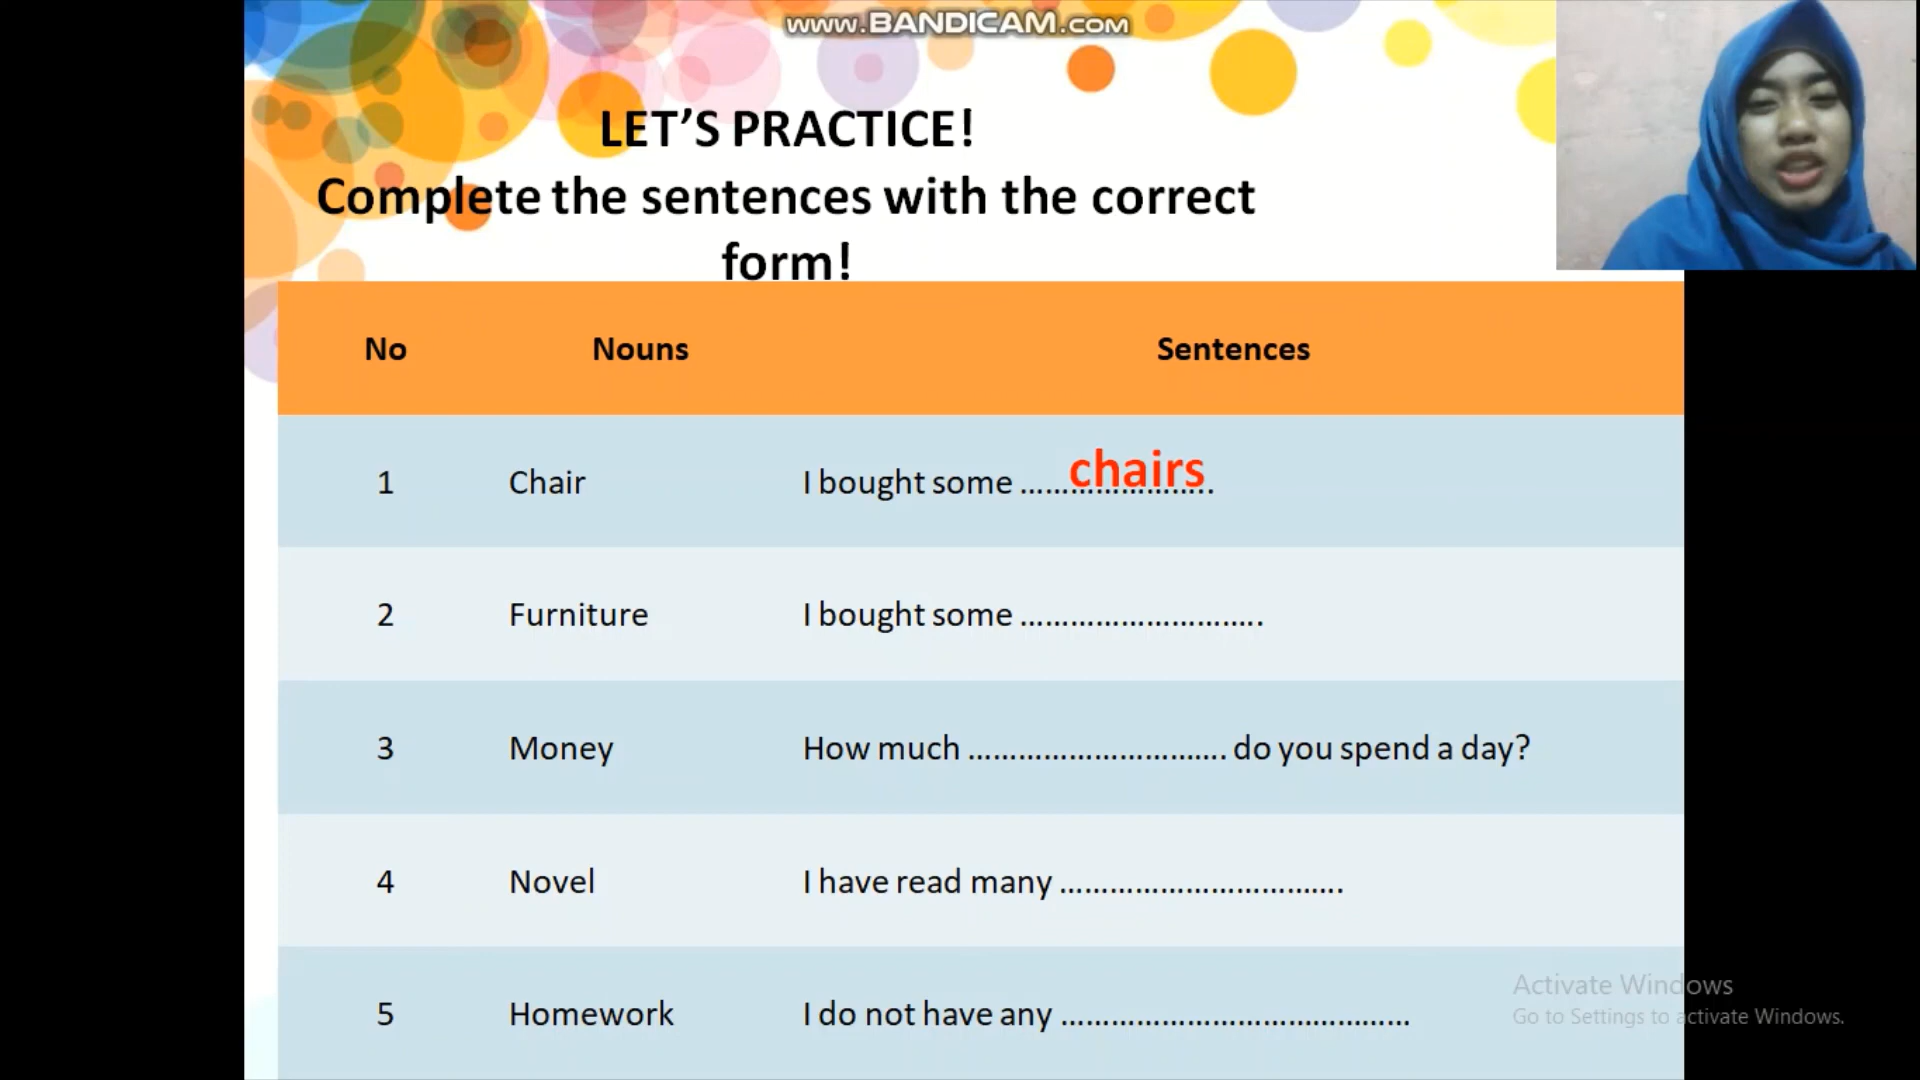 www.BANDICAM.com
LET’S PRACTICE!
Complete the sentences with the correct
form!
No Nouns Sentences
1 Chair I bought some …………………..
chairs
2 Furniture I bought some ………………………..
3 Money How much …………………………. do you spend a day?
4 Novel I have read many …………………………….
5 Homework I do not have any ……………………………………
Activate Windows
Go to Settings to activate Windows.